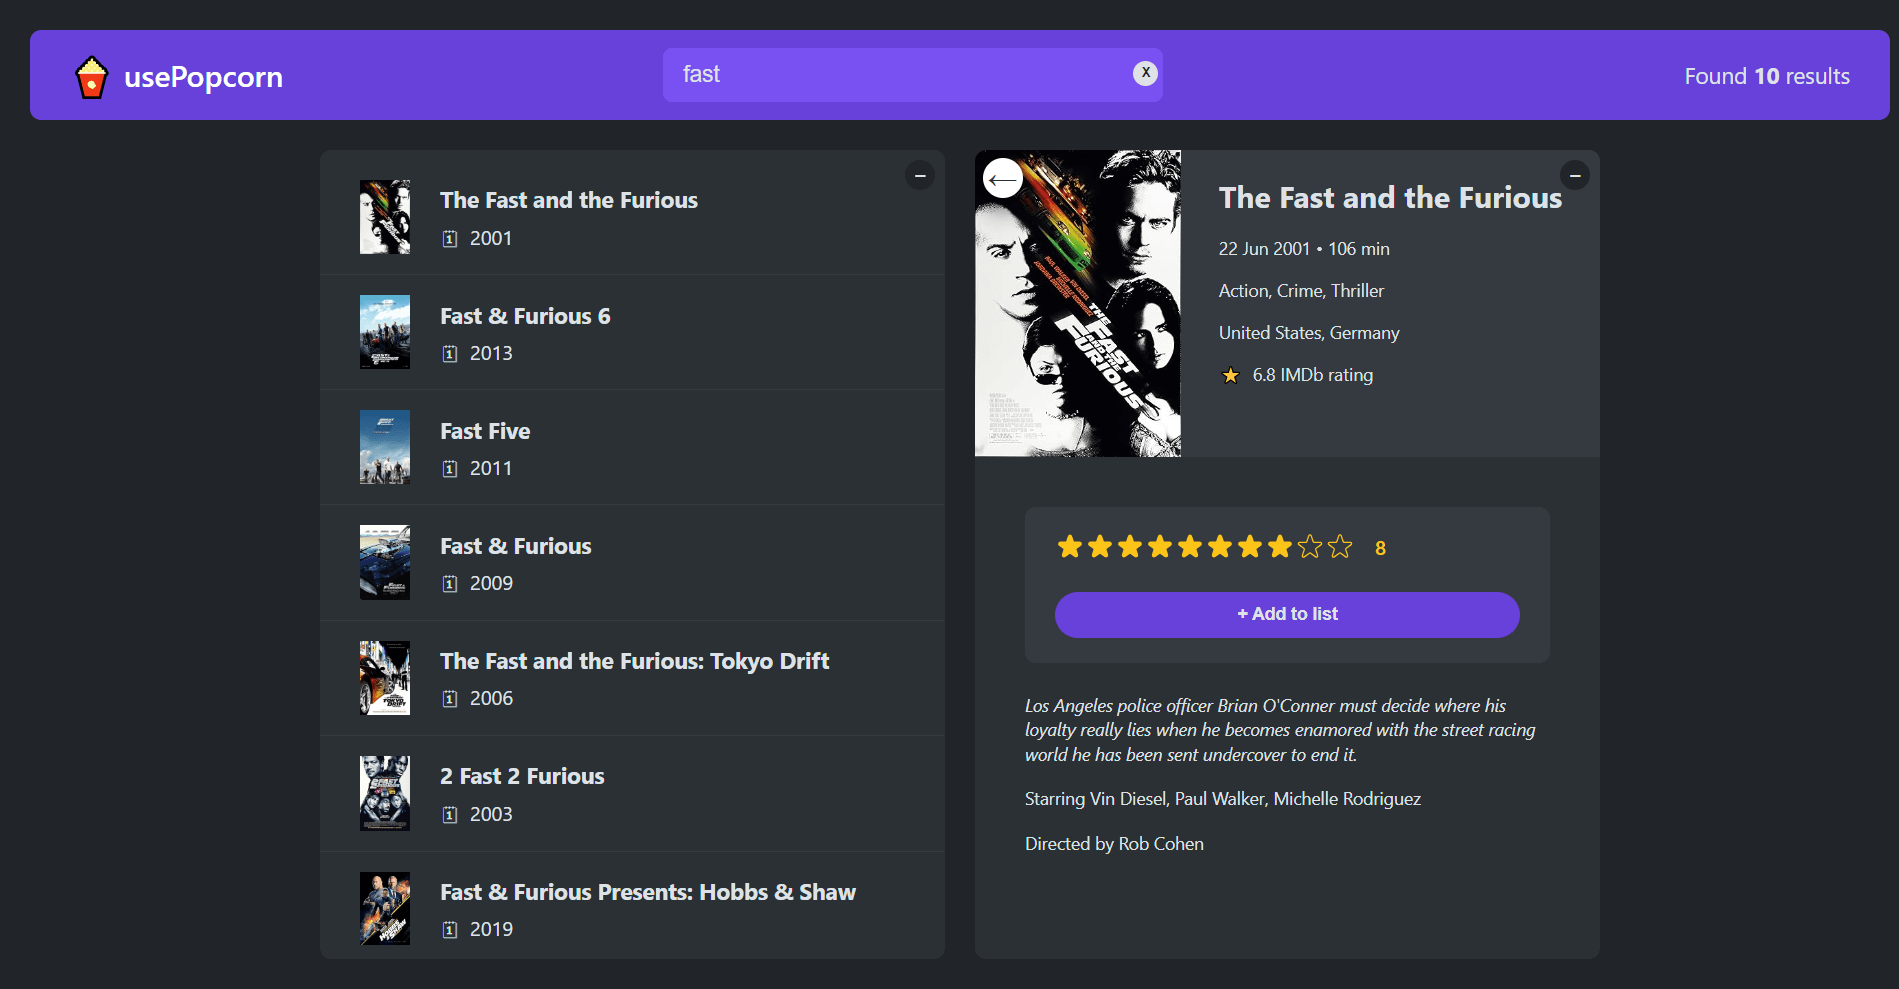 usePopcorn
fast
X
Found 10 results
The Fast and the Furious
2001
Fast & Furious 6
2013
Fast Five
2011
Fast & Furious
2009
The Fast and the Furious: Tokyo Drift
2006
2 Fast 2 Furious
2003
Fast & Furious Presents: Hobbs & Shaw
2019
THE
FAST
AND THE
FURIOUS
The Fast and the Furious
22 Jun 2001 • 106 min
Action, Crime, Thriller
United States, Germany
6.8 IMDb rating
8
+ Add to list
Los Angeles police officer Brian O'Conner must decide where his
loyalty really lies when he becomes enamored with the street racing
world he has been sent undercover to end it.
Starring Vin Diesel, Paul Walker, Michelle Rodriguez
Directed by Rob Cohen